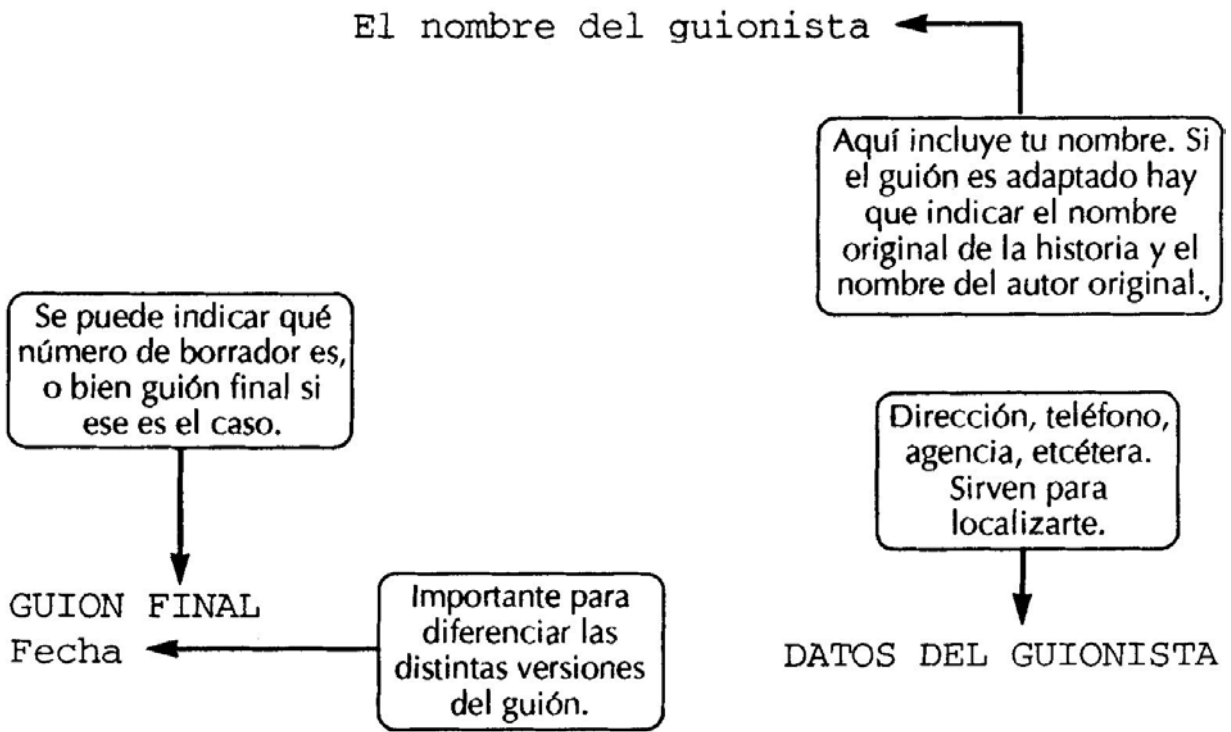 El nombre del guionista
Aquí incluye tu nombre. Si
el guión es adaptado hay
que indicar el nombre
original de la historia y el
nombre del autor original.
Se puede indicar qué
número de borrador es,
o bien guión final si
ese es el caso.
Dirección, teléfono,
agencia, etcétera.
Sirven para
localizarte.
GUION FINAL
Fecha
Importante para
diferenciar las
distintas versiones
del guión.
DATOS DEL GUIONISTA